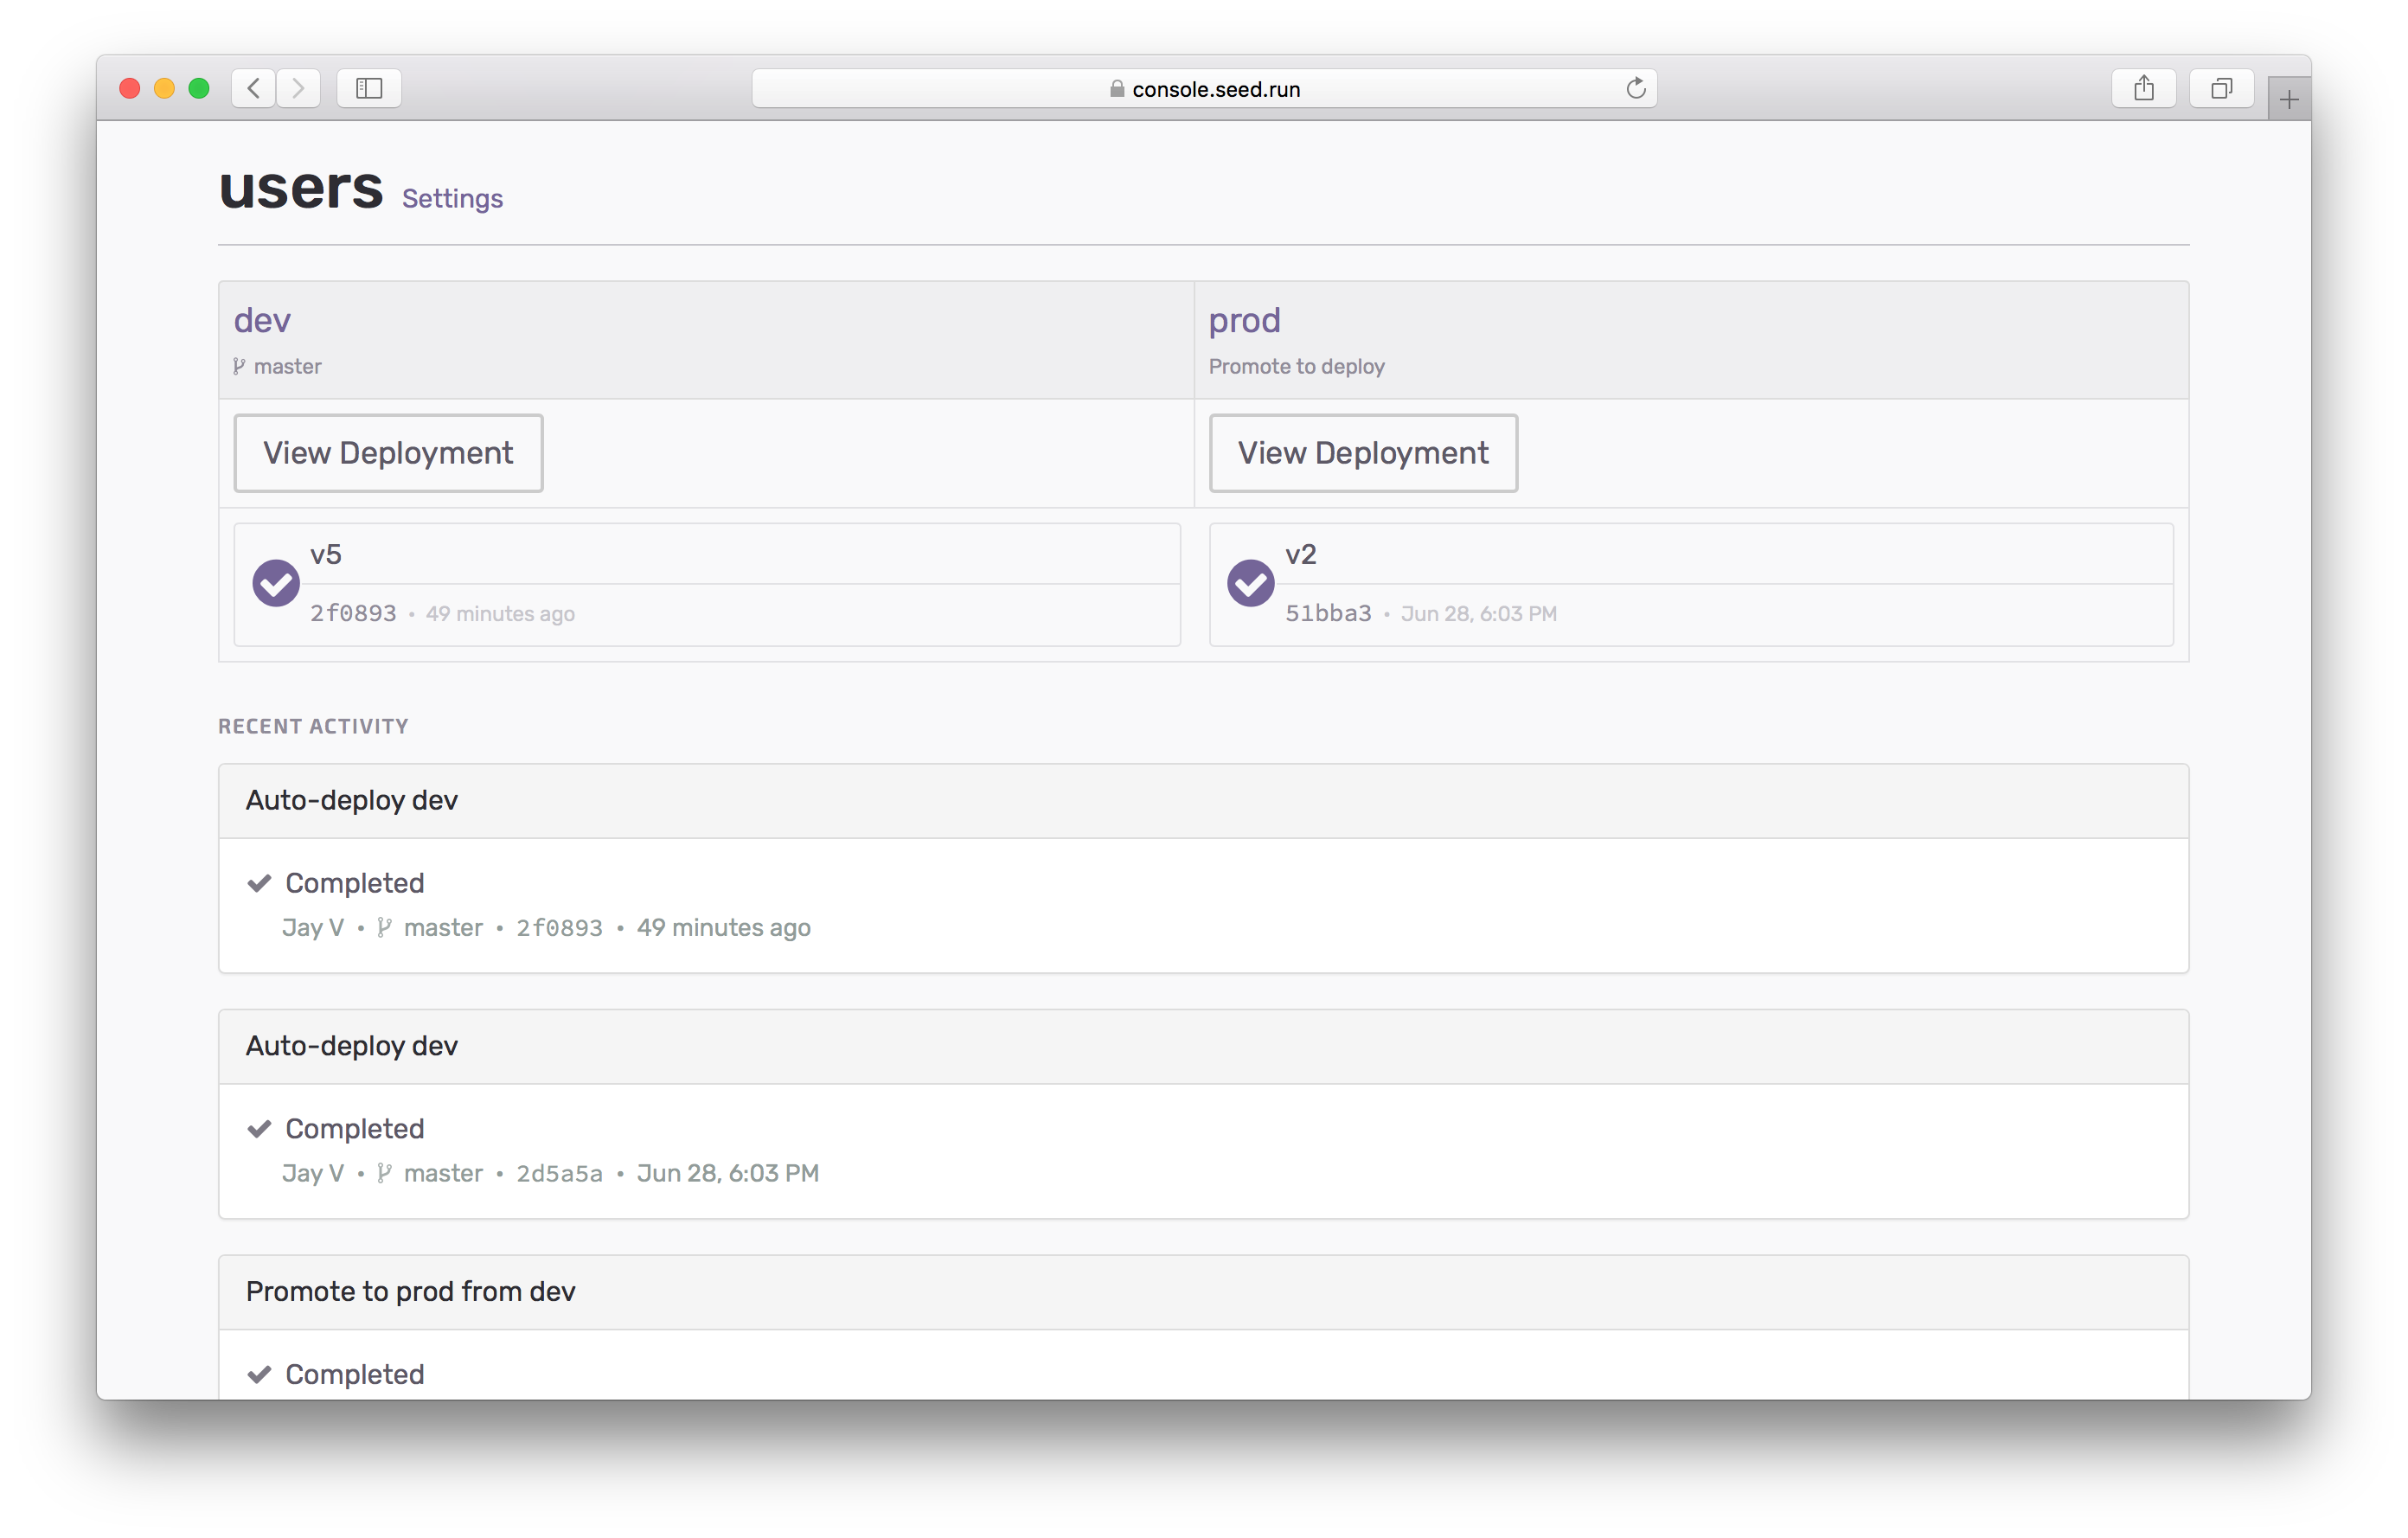 console.seed.run
users Settings
dev
master
prod
Promote to deploy
View Deployment
View Deployment
v5
2f0893 • 49 minutes ago
v2
51bba3 • Jun 28, 6:03 PM
RECENT ACTIVITY
Auto-deploy dev
Completed
Jay V • master • 2f0893 • 49 minutes ago
Auto-deploy dev
Completed
Jay V • master • 2d5a5a • Jun 28, 6:03 PM
Promote to prod from dev
Completed